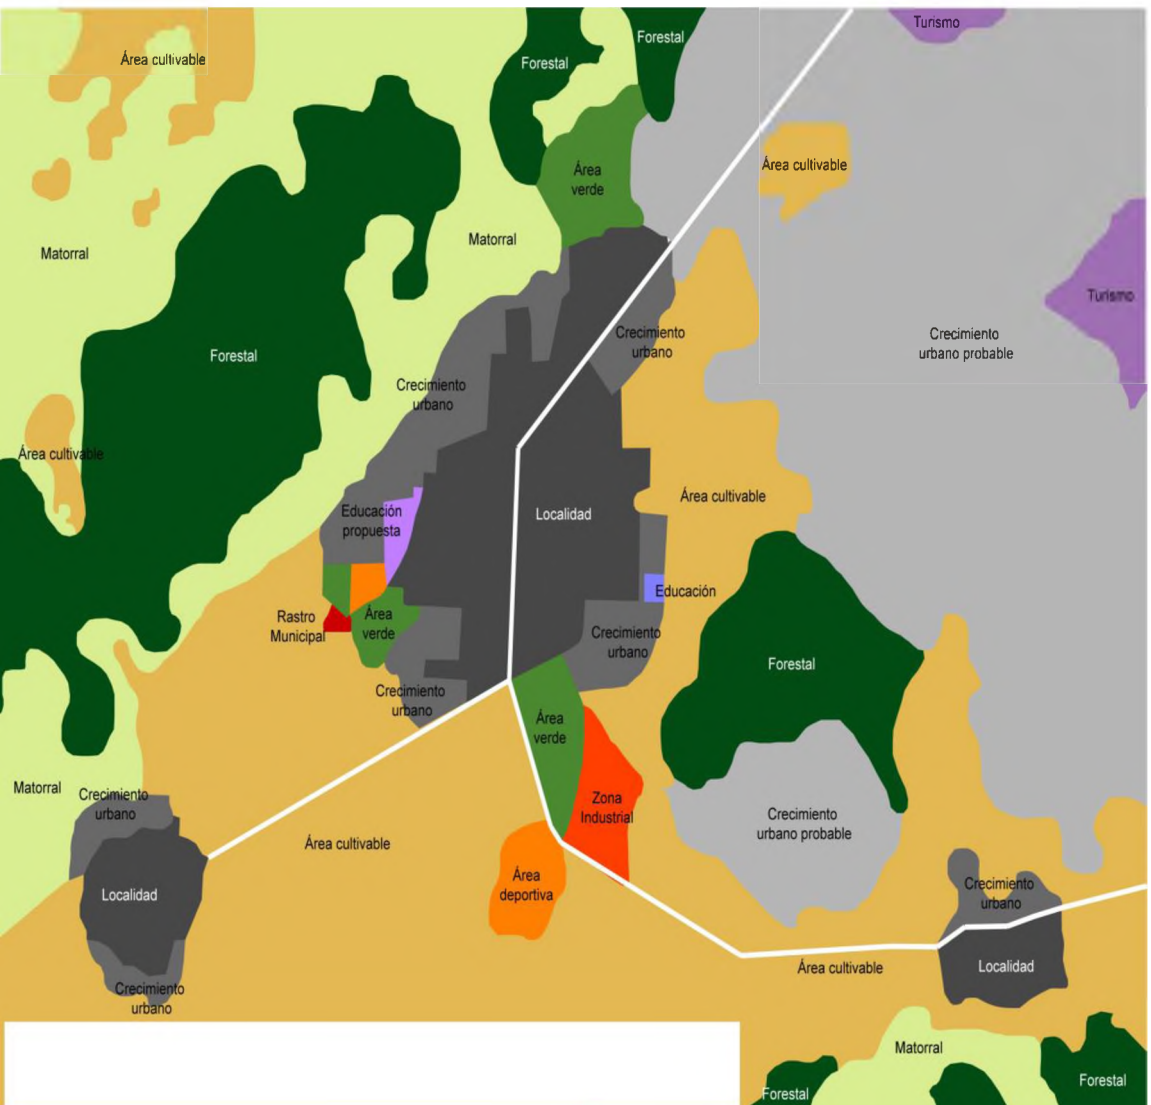 Turismo
Forestal
Área cultivable
Forestal
Área cultivable
Área
verde
Matorral
Matorral
Turismo
Crecimiento
urbano
Crecimiento
urbano probable
Forestal
Crecimiento
urbano
Área cultivable
Área cultivable
Educación
propuesta
Localidad
Educación
Rastro
Municipal
Área
verde
Crecimiento
urbano
Forestal
Crecimiento
urbano
Área
verde
Matorral
Crecimiento
urbano
Zona
Industrial
Crecimiento
urbano probable
Área cultivable
Área
deportiva
Crecimiento
urbano
Localidad
Área cultivable
Localidad
Crecimiento
urbano
Matorral
Forestal
Forestal